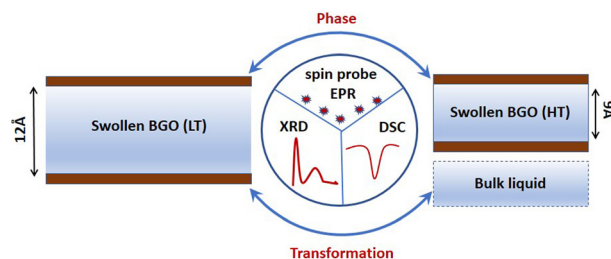 Phase
spin probe
EPR
XRD
DSC
12Å
Swollen BGO (LT)
Swollen BGO (HT)
9Å
Bulk liquid
Transformation